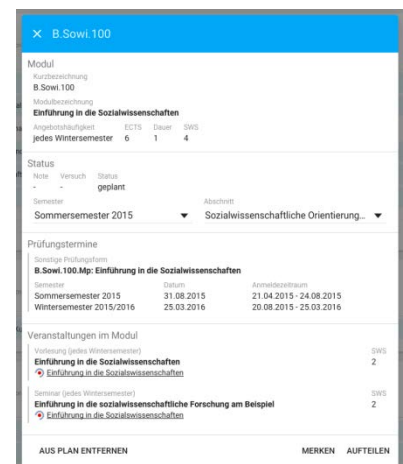 × B.Sowi.100
Modul
Kurzbezeichnung
B.Sowi.100
Modulbezeichnung
Einführung in die Sozialwissenschaften
Angebotshäufigkeit ECTS Dauer SWS
jedes Wintersemester 6 1 4
Status
Note Versuch Status
- - geplant
Semester Abschnitt
Sommersemester 2015 Sozialwissenschaftliche Orientierung...
Prüfungstermine
Sonstige Prüfungsform
B.Sowi.100.Mp: Einführung in die Sozialwissenschaften
Semester Datum Anmeldezeitraum
Sommersemester 2015 31.08.2015 21.04.2015 - 24.08.2015
Wintersemester 2015/2016 25.03.2016 20.08.2015 - 25.03.2016
Veranstaltungen im Modul
Vorlesung (jedes Wintersemester) SWS
Einführung in die Sozialwissenschaften 2
Einführung in die Sozialswissenschaften
Seminar (jedes Wintersemester) SWS
Einführung in die sozialwissenschaftliche Forschung am Beispiel 2
Einführung in die Sozialswissenschaften
AUS PLAN ENTFERNEN MERKEN AUFTEILEN